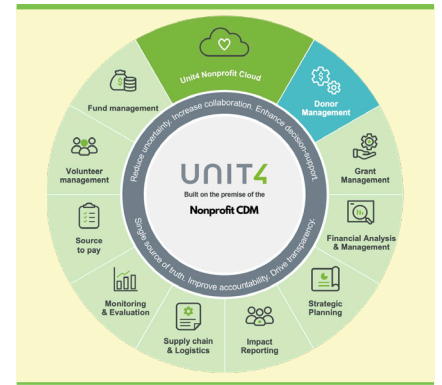 Unit4 Nonprofit Cloud
Donor
Management
Grant
Management
Financial Analysis
& Management
Strategic
Planning
Impact
Reporting
Supply chain
& Logistics
Monitoring
& Evaluation
Source
to pay
Volunteer
management
Fund management
Reduce uncertainty. Increase collaboration. Enhance decision-support
Single source of truth. Improve accountability. Drive transparency.
UNIT4
Built on the premise of the
Nonprofit CDM